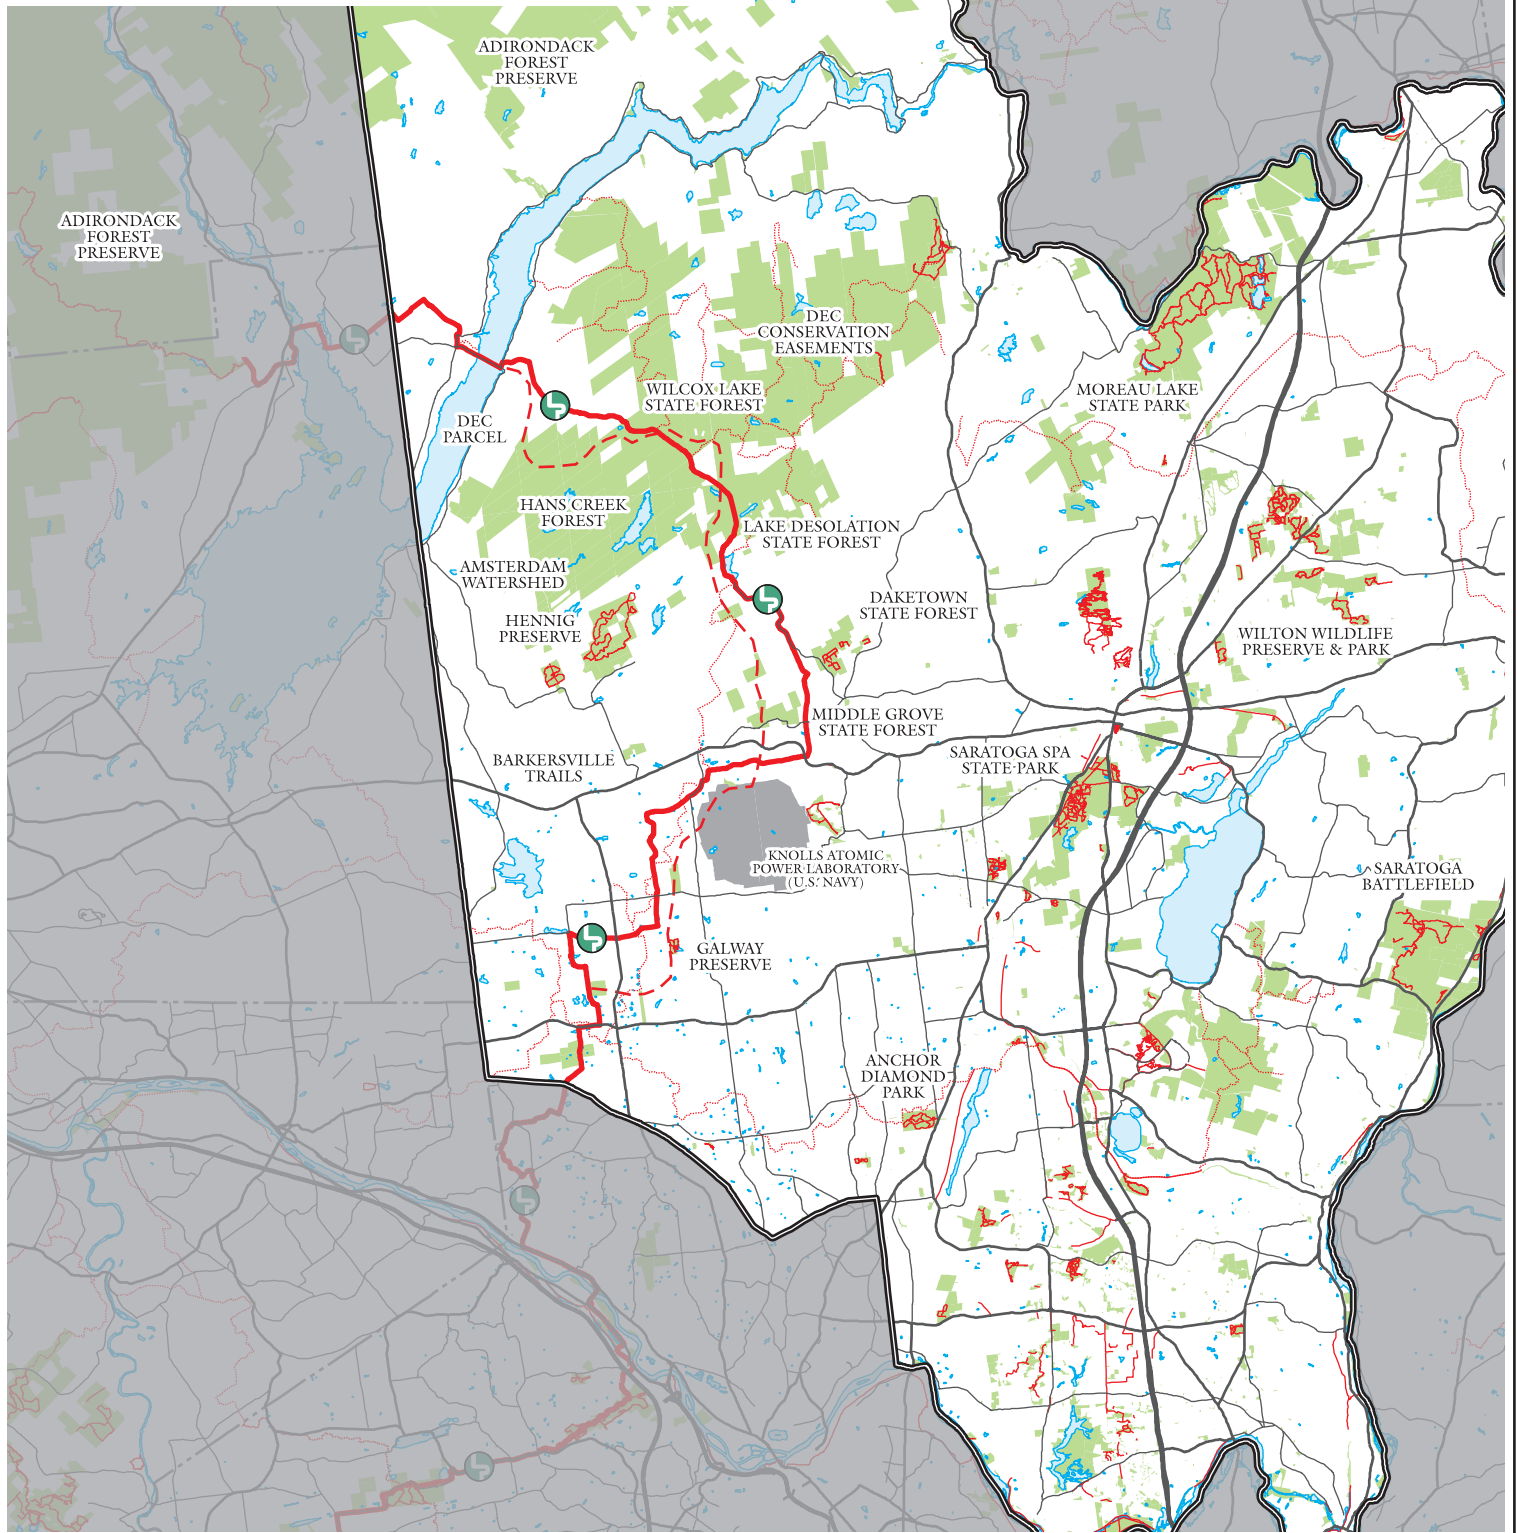 ADIRONDACK
FOREST
PRESERVE
ADIRONDACK
FOREST
PRESERVE
DEC
CONSERVATION
EASEMENTS
WILCOX LAKE
STATE FOREST
MOREAU LAKE
STATE PARK
DEC
PARCEL
HANS CREEK
FOREST
LAKE DESOLATION
STATE FOREST
AMSTERDAM
WATERSHED
DAKETOWN
STATE FOREST
HENNIG
PRESERVE
WILTON WILDLIFE
PRESERVE & PARK
MIDDLE GROVE
STATE FOREST
BARKERSVILLE
TRAILS
SARATOGA SPA
STATE PARK
KNOLLS ATOMIC
POWER LABORATORY
(U.S. NAVY)
SARATOGA
BATTLEFIELD
GALWAY
PRESERVE
ANCHOR
DIAMOND
PARK